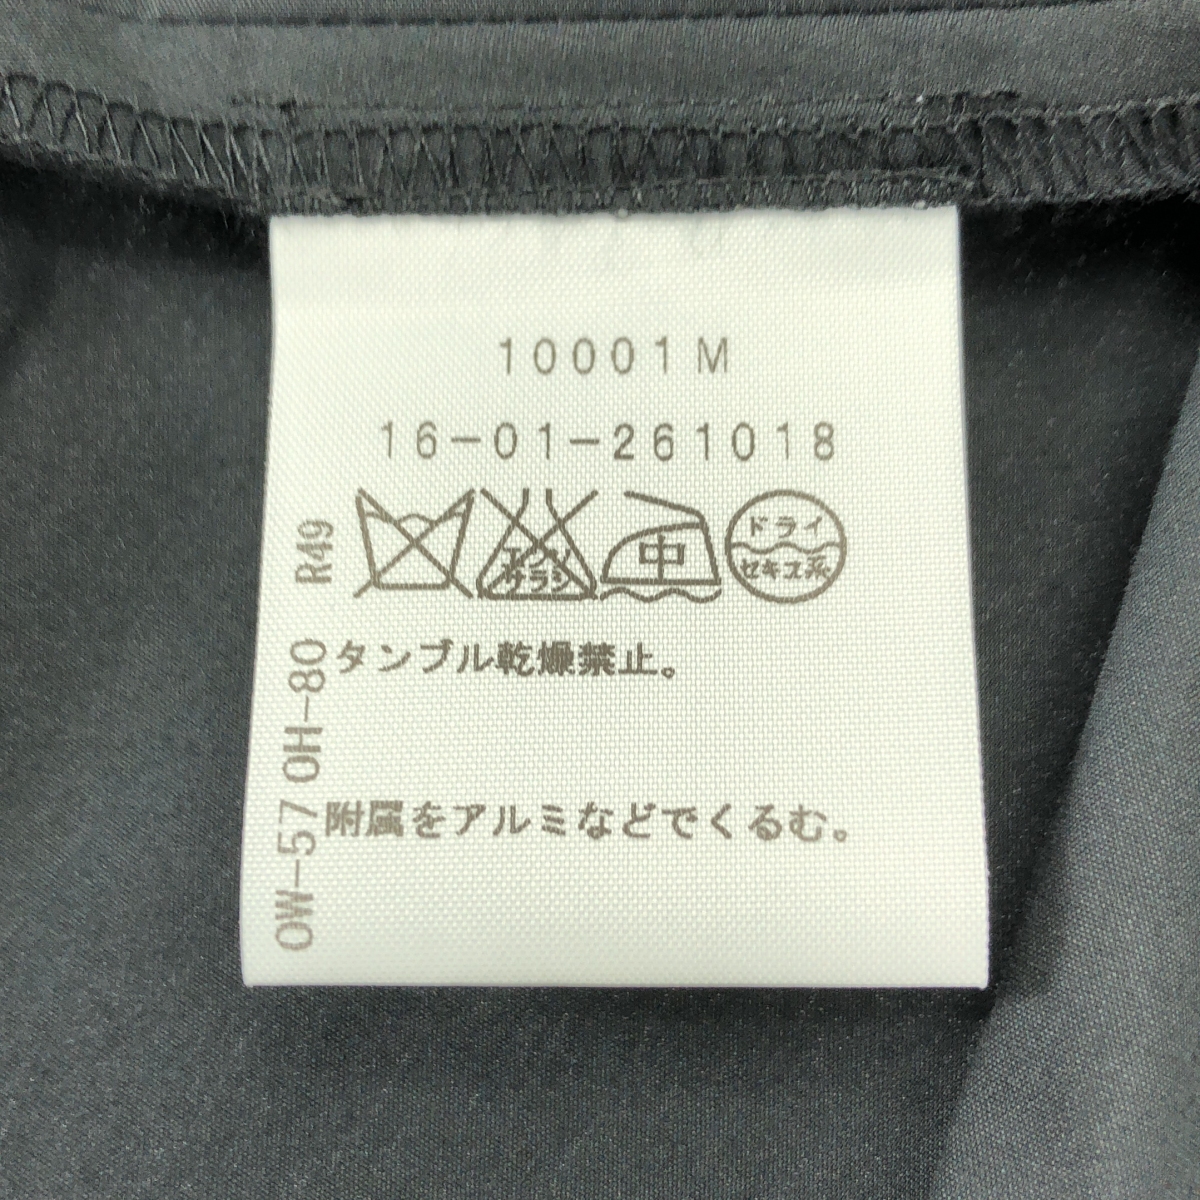 10001M
16-01-261018
エンソ
サラシ
中
ドライ
セキユ系
タンブル乾燥禁止。
附属をアルミなどでくるむ。
OW-57 OH-80 R49